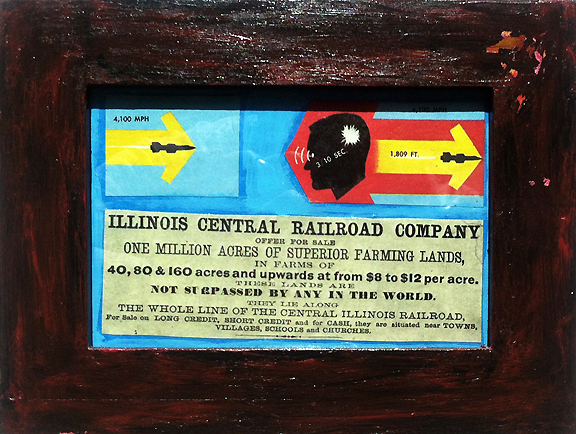 4,100 MPH
4,100 MPH
3/10 SEC.
1,809 FT.
ILLINOIS CENTRAL RAILROAD COMPANY
OFFER FOR SALE
ONE MILLION ACRES OF SUPERIOR FARMING LANDS,
IN FARMS OF
40, 80 & 160 acres and upwards at from $8 to $12 per acre.
THESE LANDS ARE
NOT SURPASSED BY ANY IN THE WORLD.
THEY LIE ALONG
THE WHOLE LINE OF THE CENTRAL ILLINOIS RAILROAD,
For Sale on LONG CREDIT, SHORT CREDIT and for CASH, they are situated near TOWNS,
VILLAGES, SCHOOLS and CHURCHES.